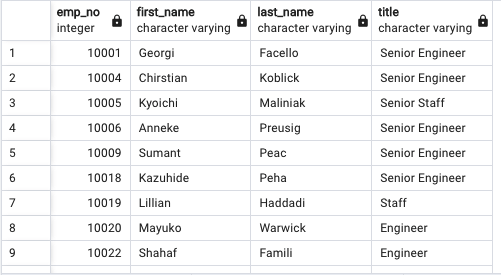 emp_no first_name last_name title
integer character varying character varying character varying
1 10001 Georgi Facello Senior Engineer
2 10004 Chirstian Koblick Senior Engineer
3 10005 Kyoichi Maliniak Senior Staff
4 10006 Anneke Preusig Senior Engineer
5 10009 Sumant Peac Senior Engineer
6 10018 Kazuhide Peha Senior Engineer
7 10019 Lillian Haddadi Staff
8 10020 Mayuko Warwick Engineer
9 10022 Shahaf Famili Engineer